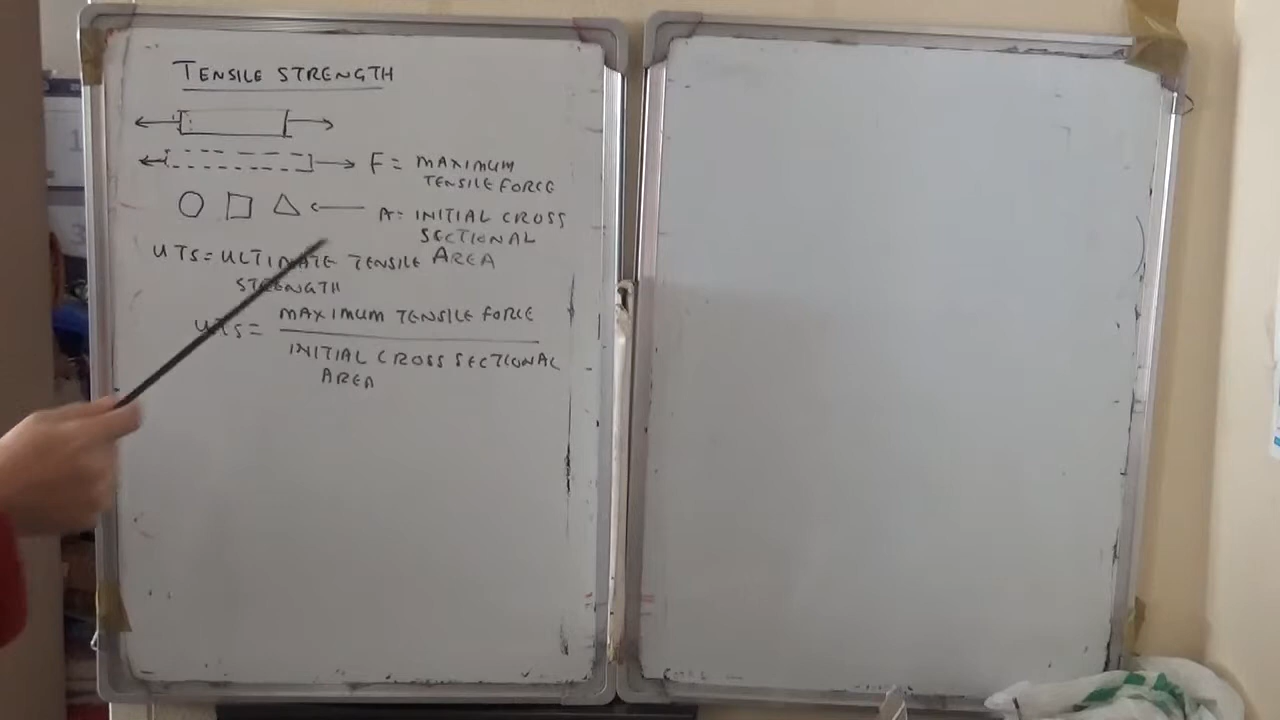 TENSILE STRENGTH
F = MAXIMUM
TENSILE FORCE
A = INITIAL CROSS
SECTIONAL
AREA
UTS = ULTIMATE TENSILE
STRENGTH
UTS = MAXIMUM TENSILE FORCE
INITIAL CROSS SECTIONAL
AREA